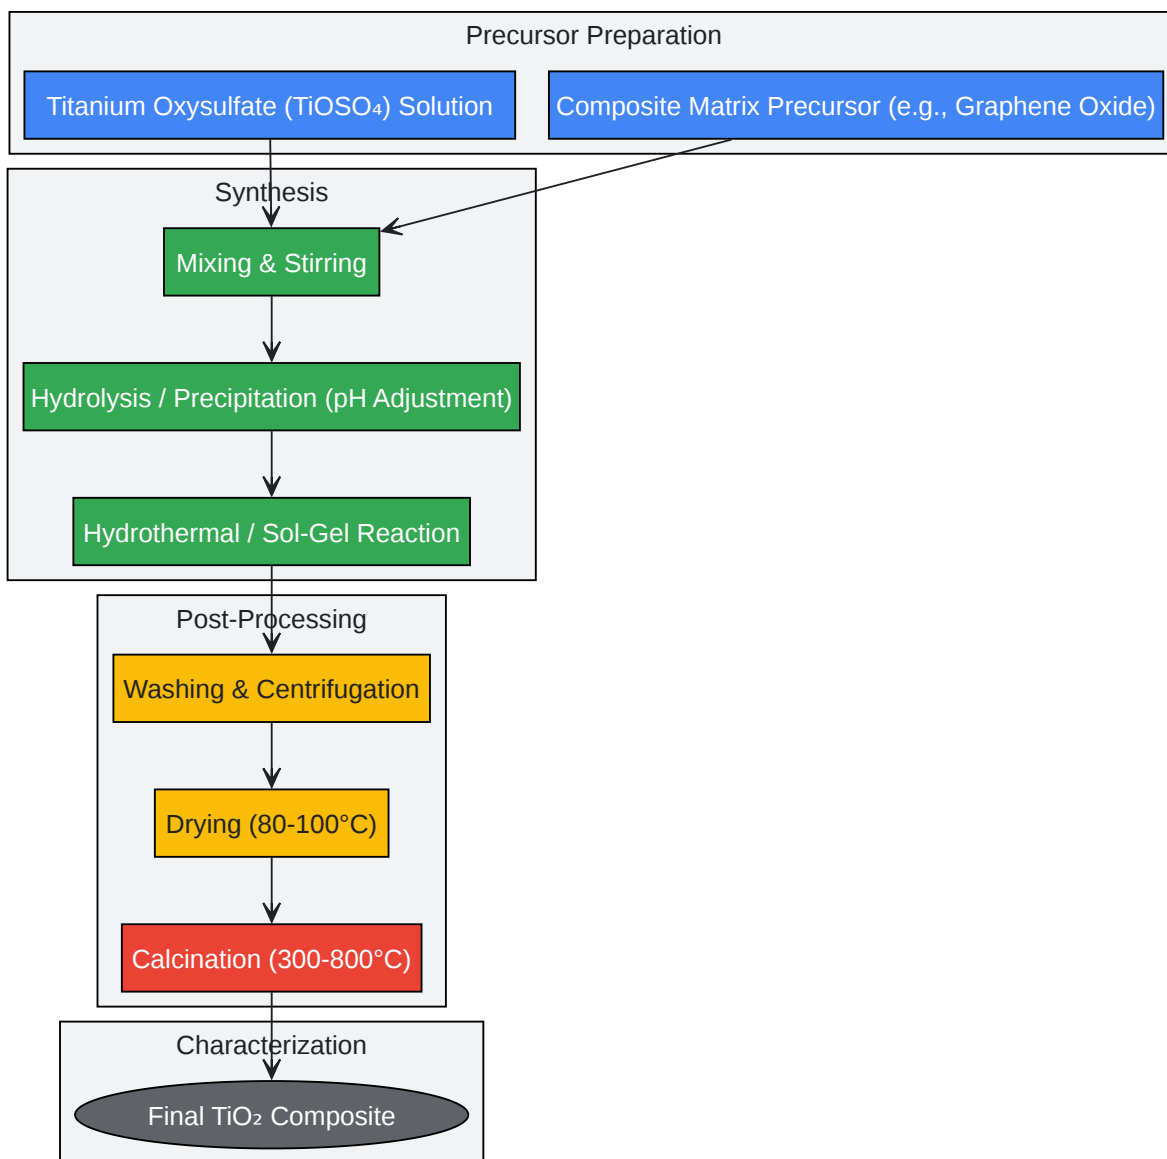 Precursor Preparation
Titanium Oxysulfate (TiOSO₄) Solution
Composite Matrix Precursor (e.g., Graphene Oxide)
Synthesis
Mixing & Stirring
Hydrolysis / Precipitation (pH Adjustment)
Hydrothermal / Sol-Gel Reaction
Post-Processing
Washing & Centrifugation
Drying (80-100°C)
Calcination (300-800°C)
Characterization
Final TiO₂ Composite